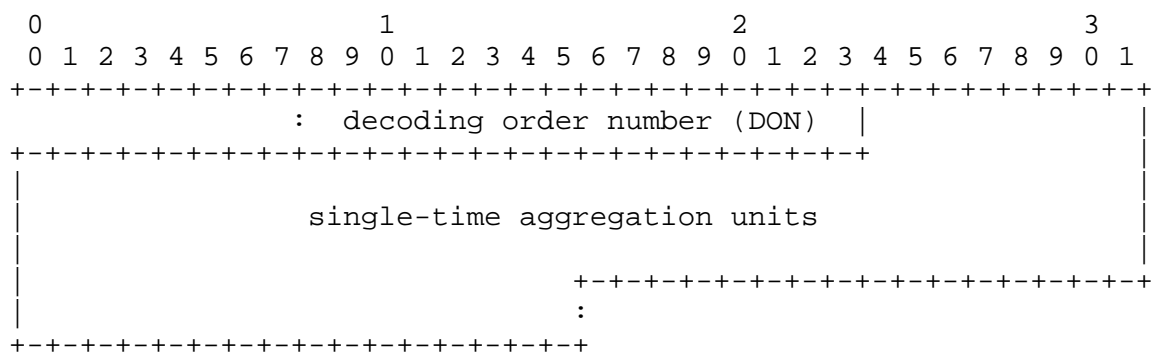 0                   1                   2                   3
 0 1 2 3 4 5 6 7 8 9 0 1 2 3 4 5 6 7 8 9 0 1 2 3 4 5 6 7 8 9 0 1
+-+-+-+-+-+-+-+-+-+-+-+-+-+-+-+-+-+-+-+-+-+-+-+-+-+-+-+-+-+-+-+-+
                :  decoding order number (DON)  |               |
+-+-+-+-+-+-+-+-+-+-+-+-+-+-+-+-+-+-+-+-+-+-+-+-+               |
|                                                               |
|                single-time aggregation units                  |
|                                                               |
|                               +-+-+-+-+-+-+-+-+-+-+-+-+-+-+-+-+
|                               :
+-+-+-+-+-+-+-+-+-+-+-+-+-+-+-+-+